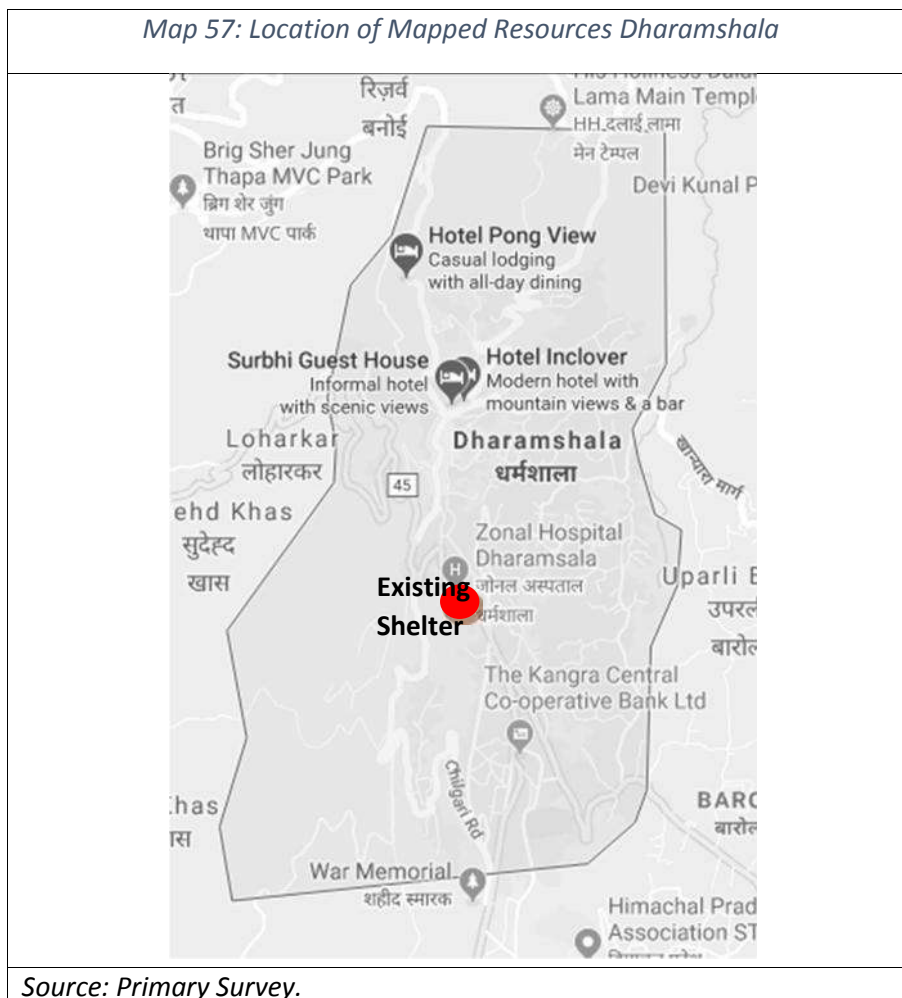 Map 57: Location of Mapped Resources Dharamshala
रिज़र्व
बनोई
त
Lama Main Templ
HH दलाई लामा
मेन टेम्पल
Brig Sher Jung
Thapa MVC Park
ब्रिग शेर जुंग
थापा MVC पार्क
Devi Kunal P
Hotel Pong View
Casual lodging
with all-day dining
Surbhi Guest House
Informal hotel
with scenic views
Hotel Inclover
Modern hotel with
mountain views & a bar
Loharkar
लोहारकर
Dharamshala
धर्मशाला
45
खान्यारा मार्ग
ehd Khas
सुदेह्द
खास
Zonal Hospital
Dharamsala
जोनल अस्पताल
धर्मशाला
Existing
Shelter
Uparli B
उपरल
बारोल
The Kangra Central
Co-operative Bank Ltd
Chilgari Rd
Khas
ास
BARO
बारोल
War Memorial
शहीद स्मारक
Himachal Prad
Association ST
Source: Primary Survey.